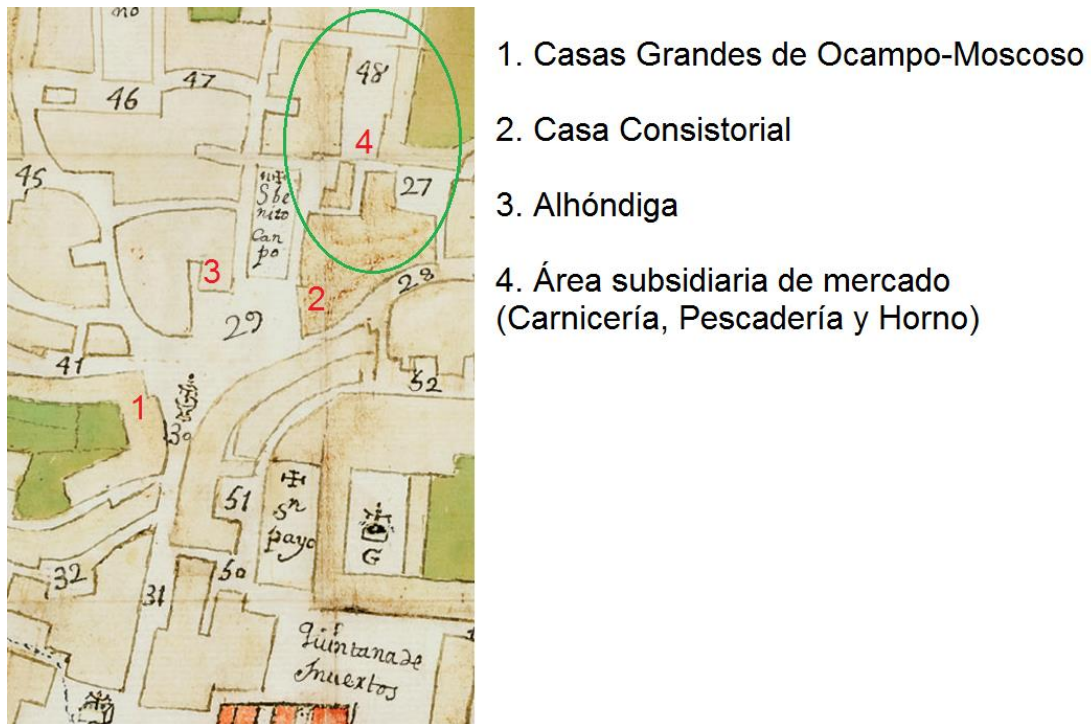 no
47
48
46
4
45
27
Sbe
nito
Can
po
3
28
2
29
41
52
1
30
51
Sⁿ
payo
G
32
50
31
quintana de
muertos
1. Casas Grandes de Ocampo-Moscoso
2. Casa Consistorial
3. Alhóndiga
4. Área subsidiaria de mercado
(Carnicería, Pescadería y Horno)